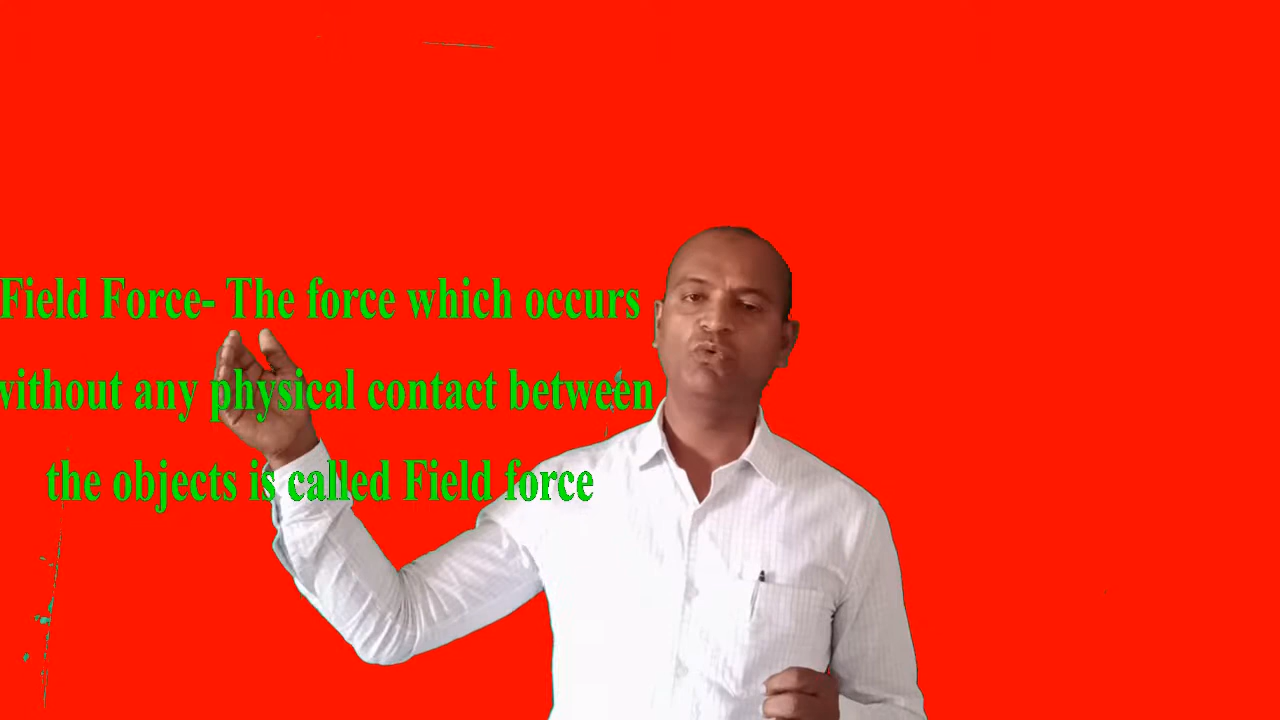 Field Force- The force which occurs
without any physical contact between
the objects is called Field force